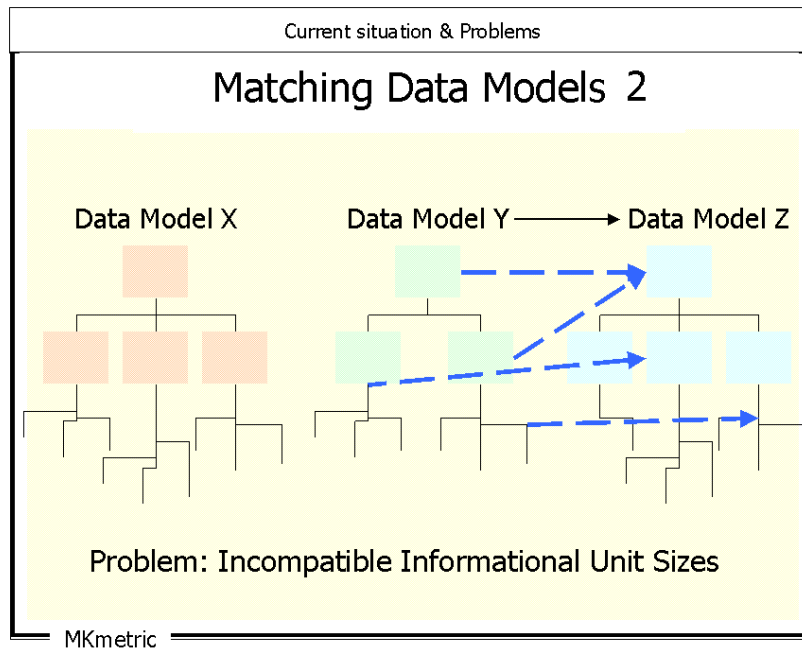 Current situation & Problems
Matching Data Models 2
Data Model X
Data Model Y
Data Model Z
Problem: Incompatible Informational Unit Sizes
MKmetric